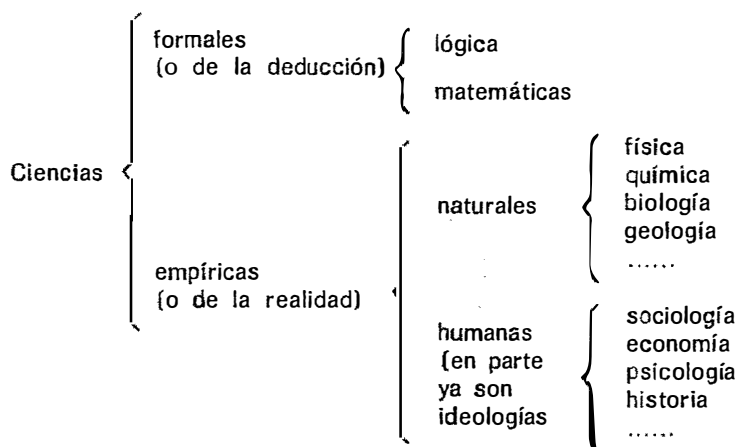 Ciencias
formales
(o de la deducción)
lógica
matemáticas
empíricas
(o de la realidad)
naturales
física
química
biología
geología
......
humanas
(en parte
ya son
ideologías
sociología
economía
psicología
historia
......